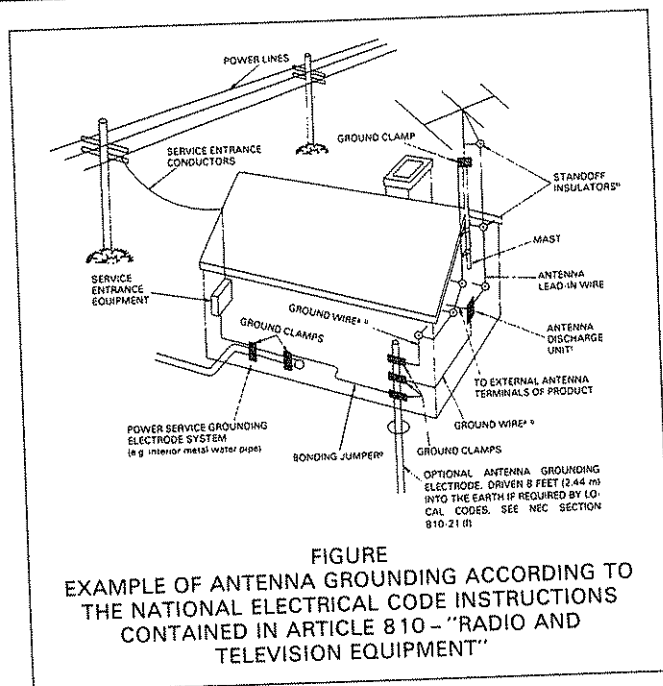 POWER LINES
GROUND CLAMP
SERVICE ENTRANCE
CONDUCTORS
STANDOFF
INSULATORS
MAST
ANTENNA
LEAD-IN WIRE
SERVICE
ENTRANCE
EQUIPMENT
GROUND WIRE
GROUND CLAMPS
ANTENNA
DISCHARGE
UNIT
TO EXTERNAL ANTENNA
TERMINALS OF PRODUCT
GROUND WIRE
POWER SERVICE GROUNDING
ELECTRODE SYSTEM
(e.g. interior metal water pipe)
BONDING JUMPER
GROUND CLAMPS
OPTIONAL ANTENNA GROUNDING
ELECTRODE. DRIVEN 8 FEET (2.44 m)
INTO THE EARTH IF REQUIRED BY LO-
CAL CODES. SEE NEC SECTION
810-21 (f)
FIGURE
EXAMPLE OF ANTENNA GROUNDING ACCORDING TO
THE NATIONAL ELECTRICAL CODE INSTRUCTIONS
CONTAINED IN ARTICLE 810 – "RADIO AND
TELEVISION EQUIPMENT"